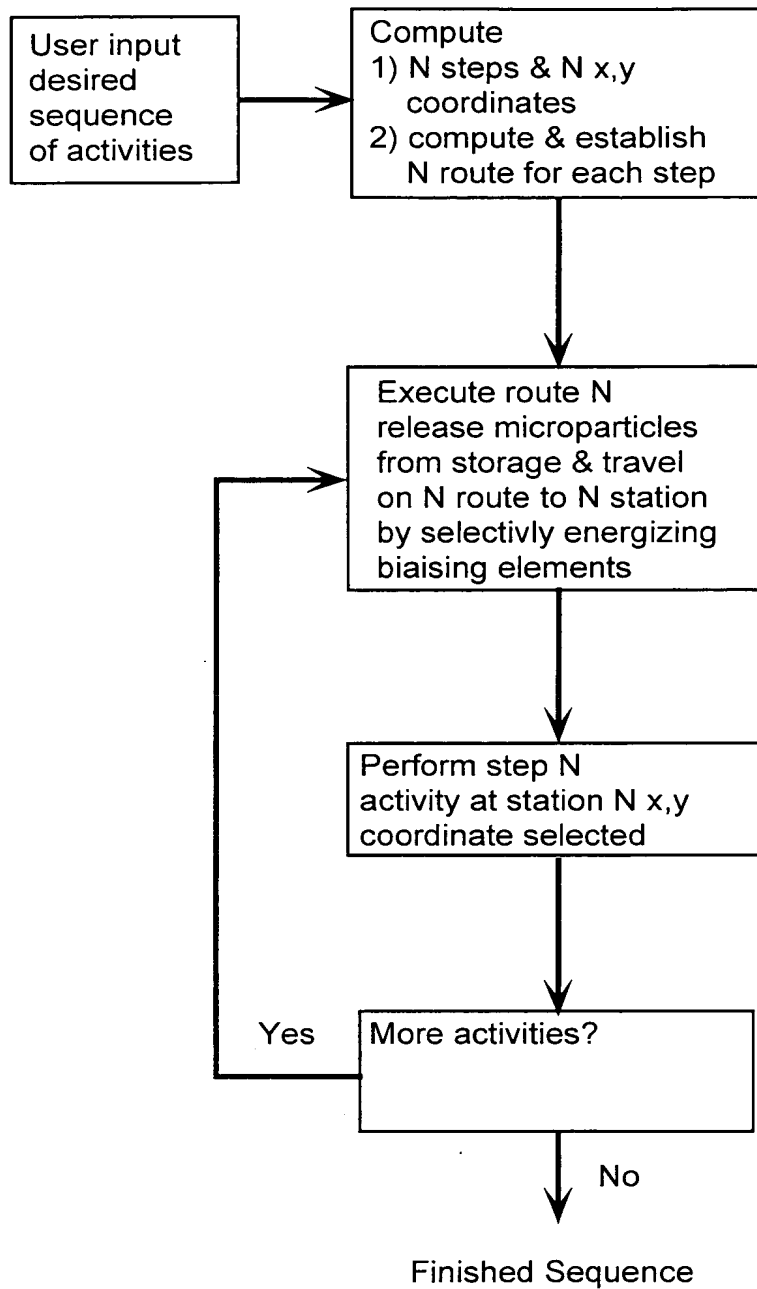 User input
desired
sequence
of activities
Compute
1) N steps & N x,y
coordinates
2) compute & establish
N route for each step
Execute route N
release microparticles
from storage & travel
on N route to N station
by selectivly energizing
biaising elements
Perform step N
activity at station N x,y
coordinate selected
More activities?
Yes
No
Finished Sequence